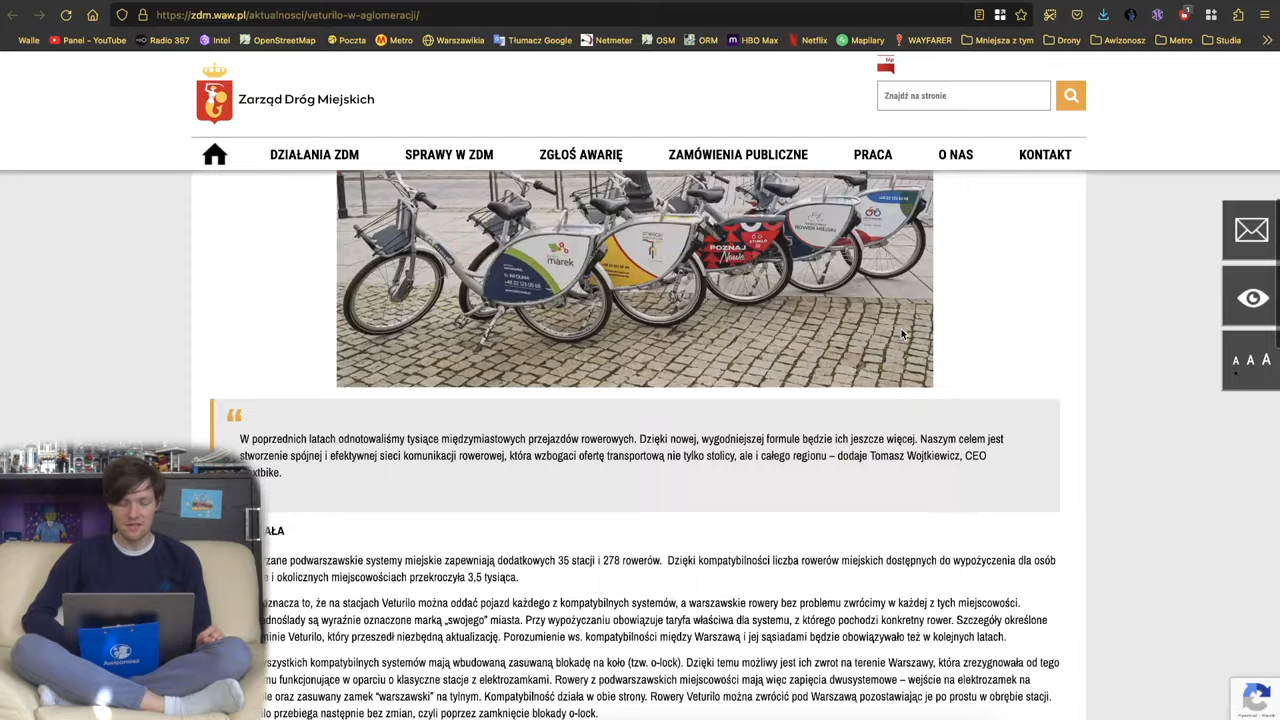 https://zdm.waw.pl/aktualnosci/veturilo-w-aglomeracji/
Walle Panel - YouTube Radio 357 Intel OpenStreetMap Poczta Metro Warszawikia Tłumacz Google Netmeter OSM ORM HBO Max Netflix Mapilary WAYFARER Mniejsza z tym Drony Awizonosz Metro Studia
bip
Zarząd Dróg Miejskich
Znajdź na stronie
DZIAŁANIA ZDM SPRAWY W ZDM ZGŁOŚ AWARIĘ ZAMÓWIENIA PUBLICZNE PRACA O NAS KONTAKT
marek
POZNAJ
ROWER MIEJSKI
A A A
W poprzednich latach odnotowaliśmy tysiące międzymiastowych przejazdów rowerowych. Dzięki nowej, wygodniejszej formule będzie ich jeszcze więcej. Naszym celem jest
stworzenie spójnej i efektywnej sieci komunikacji rowerowej, która wzbogaci ofertę transportową nie tylko stolicy, ale i całego regionu – dodaje Tomasz Wojtkiewicz, CEO
xtbike.
AŁA
zane podwarszawskie systemy miejskie zapewniają dodatkowych 35 stacji i 278 rowerów. Dzięki kompatybilności liczba rowerów miejskich dostępnych do wypożyczenia dla osób
e i okolicznych miejscowościach przekroczyła 3,5 tysiąca.
oznacza to, że na stacjach Veturilo można oddać pojazd każdego z kompatybilnych systemów, a warszawskie rowery bez problemu zwrócimy w każdej z tych miejscowości.
ednoślady są wyraźnie oznaczone marką „swojego” miasta. Przy wypożyczaniu obowiązuje taryfa właściwa dla systemu, z którego pochodzi konkretny rower. Szczegóły określone
minie Veturilo, który przeszedł niezbędną aktualizację. Porozumienie ws. kompatybilności między Warszawą i jej sąsiadami będzie obowiązywało też w kolejnych latach.
wszystkich kompatybilnych systemów mają wbudowaną zasuwaną blokadę na koło (tzw. o-lock). Dzięki temu możliwy jest ich zwrot na terenie Warszawy, która zrezygnowała od tego
mu funkcjonujące w oparciu o klasyczne stacje z elektrozamkami. Rowery z podwarszawskich miejscowości mają więc zapięcia dwusystemowe – wejście na elektrozamek na
nie oraz zasuwany zamek “warszawski” na tylnym. Kompatybilność działa w obie strony. Rowery Veturilo można zwrócić pod Warszawą pozostawiając je po prostu w obrębie stacji.
ilo przebiega następnie bez zmian, czyli poprzez zamknięcie blokady o-lock.
Awizonosz